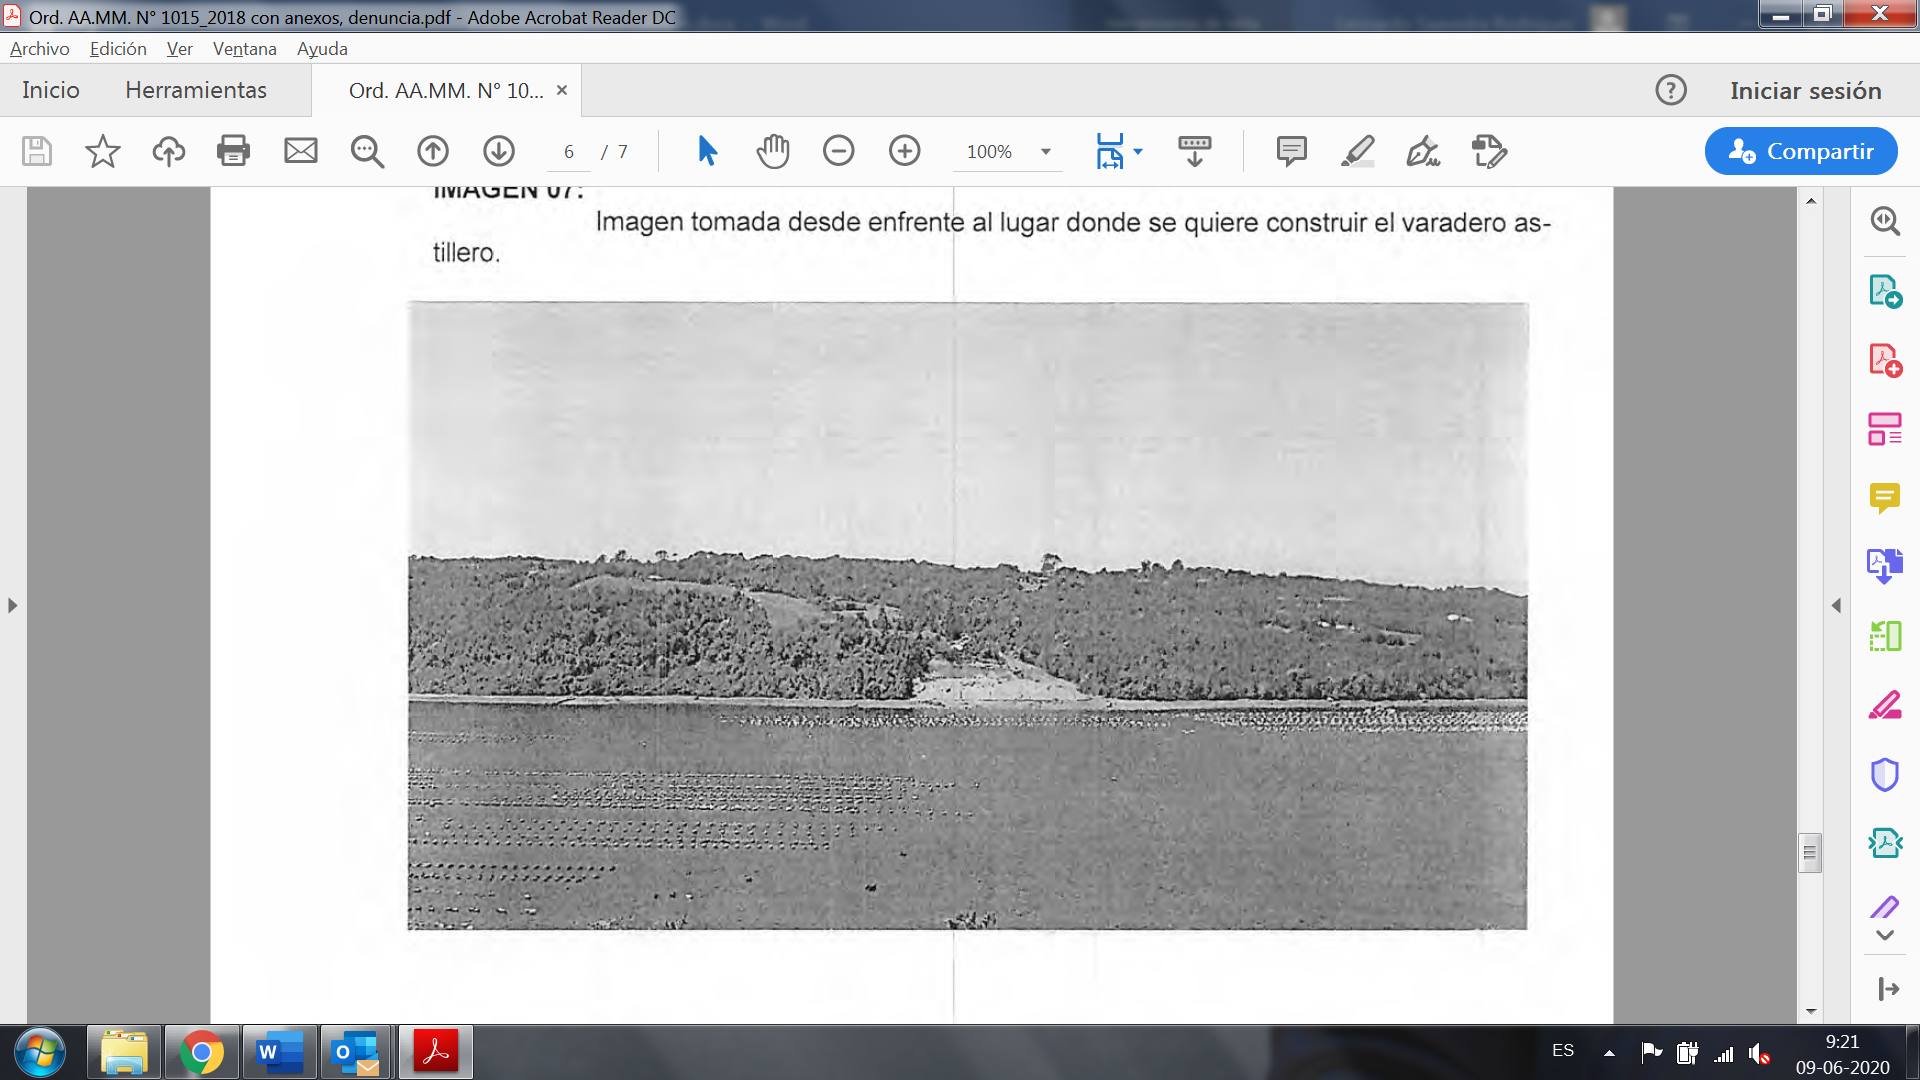 Ord. AA.MM. N° 1015_2018 con anexos, denuncia.pdf - Adobe Acrobat Reader DC
Archivo Edición Ver Ventana Ayuda
Inicio Herramientas Ord. AA.MM. N° 10... × ? Iniciar sesión
6 / 7 100% Compartir
IMAGEN 07:
Imagen tomada desde enfrente al lugar donde se quiere construir el varadero as-
tillero.
ES 9:21
09-06-2020